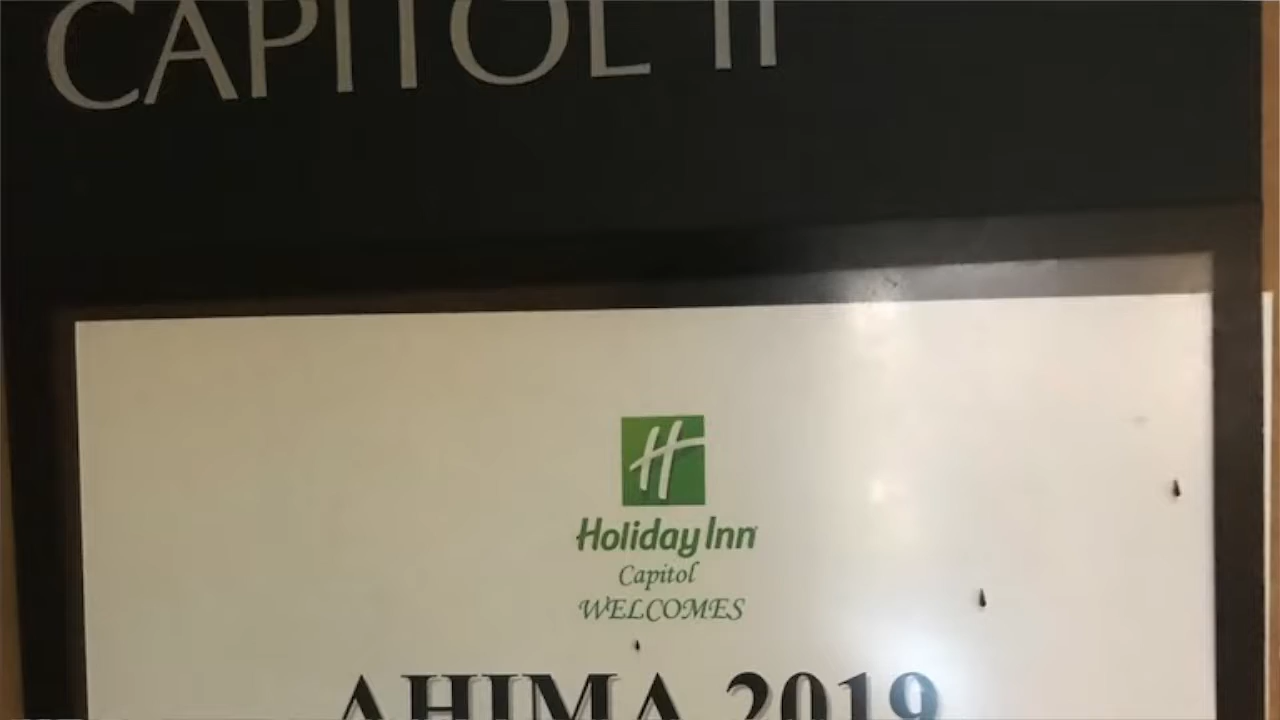 CAPITOL II
H
Holiday Inn
Capitol
WELCOMES
AHIMA 2019